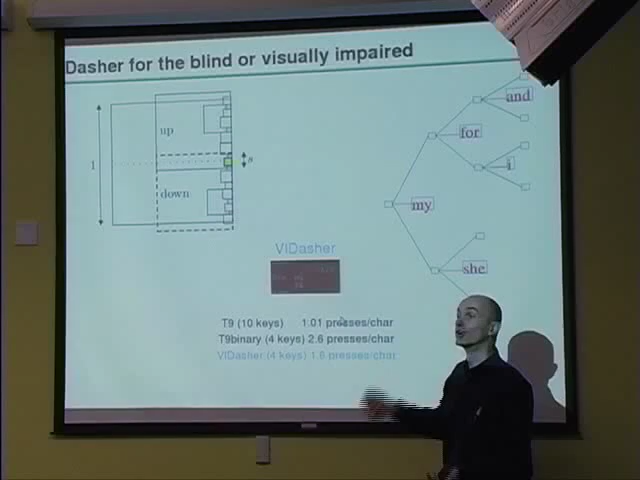 Dasher for the blind or visually impaired
up
1
s
down
and
for
i
my
she
VIDasher
T9 (10 keys) 1.01 presses/char
T9binary (4 keys) 2.6 presses/char
VIDasher (4 keys) 1.6 presses/char